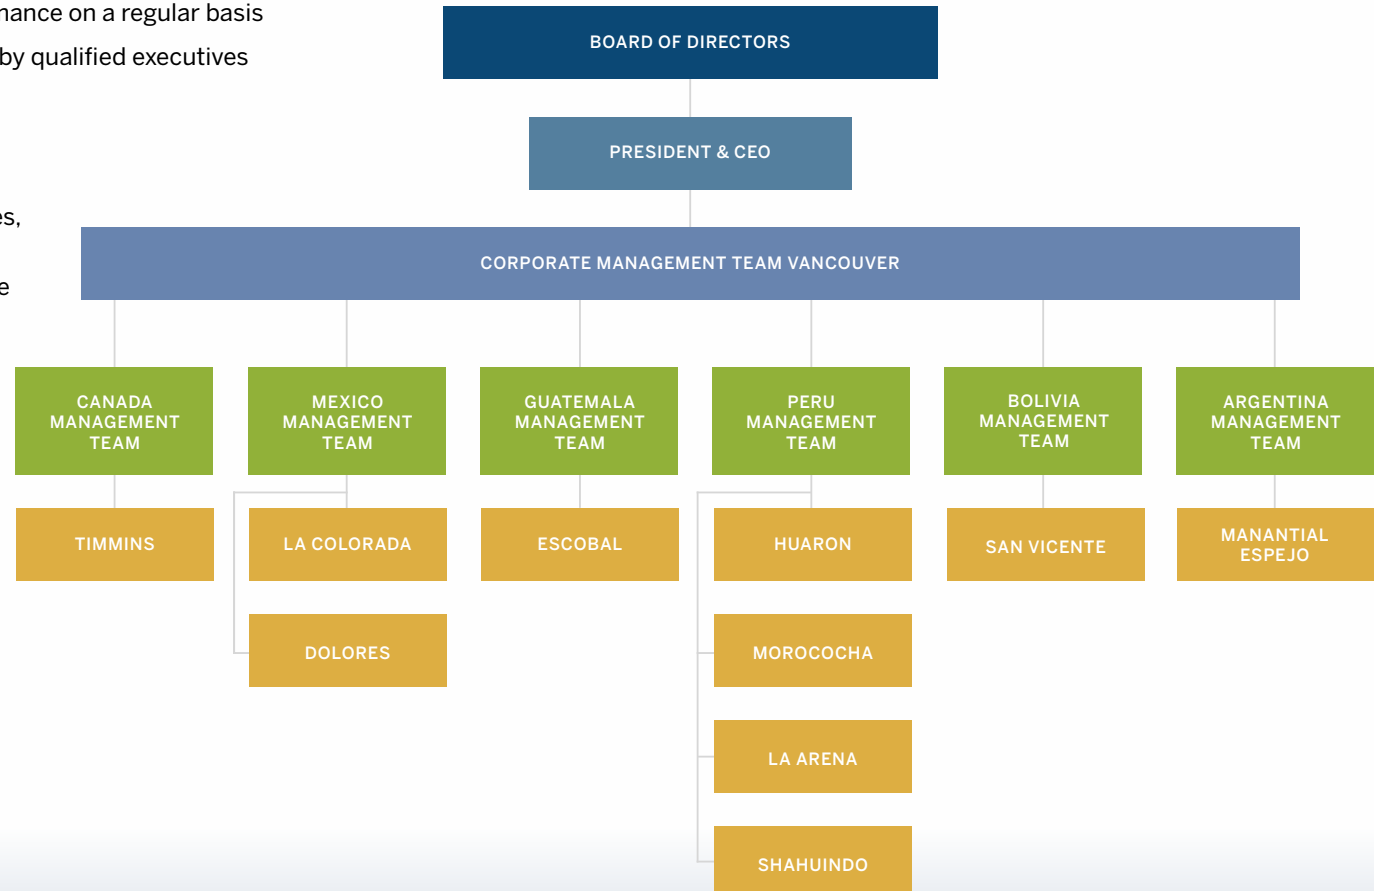 nance on a regular basis
by qualified executives
es,
e
BOARD OF DIRECTORS
PRESIDENT & CEO
CORPORATE MANAGEMENT TEAM VANCOUVER
CANADA
MANAGEMENT
TEAM
MEXICO
MANAGEMENT
TEAM
GUATEMALA
MANAGEMENT
TEAM
PERU
MANAGEMENT
TEAM
BOLIVIA
MANAGEMENT
TEAM
ARGENTINA
MANAGEMENT
TEAM
TIMMINS
LA COLORADA
ESCOBAL
HUARON
SAN VICENTE
MANANTIAL
ESPEJO
DOLORES
MOROCOCHA
LA ARENA
SHAHUINDO